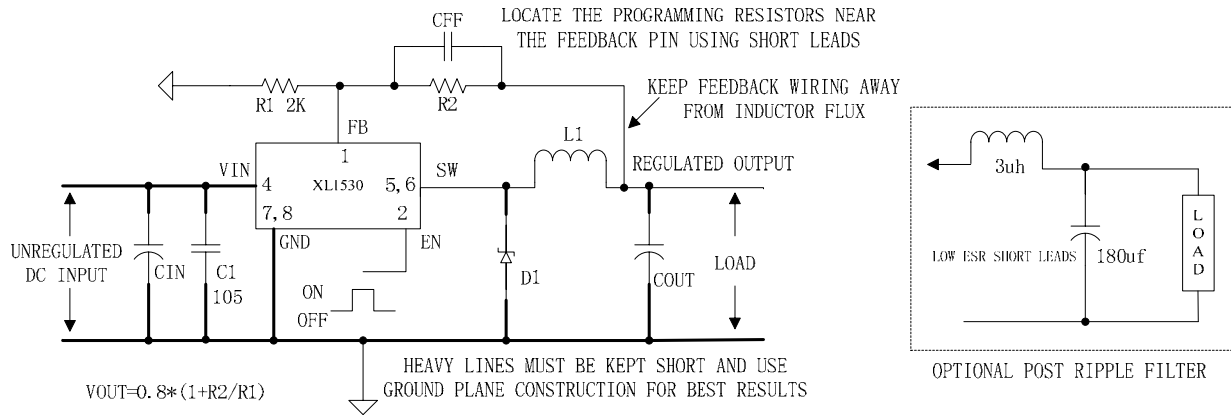 CFF
LOCATE THE PROGRAMMING RESISTORS NEAR
THE FEEDBACK PIN USING SHORT LEADS
R1 2K
R2
KEEP FEEDBACK WIRING AWAY
FROM INDUCTOR FLUX
FB
L1
1
VIN
SW
REGULATED OUTPUT
4
XL1530
5,6
7,8
2
GND
EN
UNREGULATED
DC INPUT
CIN
C1
105
ON
OFF
D1
COUT
LOAD
HEAVY LINES MUST BE KEPT SHORT AND USE
GROUND PLANE CONSTRUCTION FOR BEST RESULTS
VOUT=0.8*(1+R2/R1)
3uh
LOW ESR SHORT LEADS
180uf
LOAD
OPTIONAL POST RIPPLE FILTER